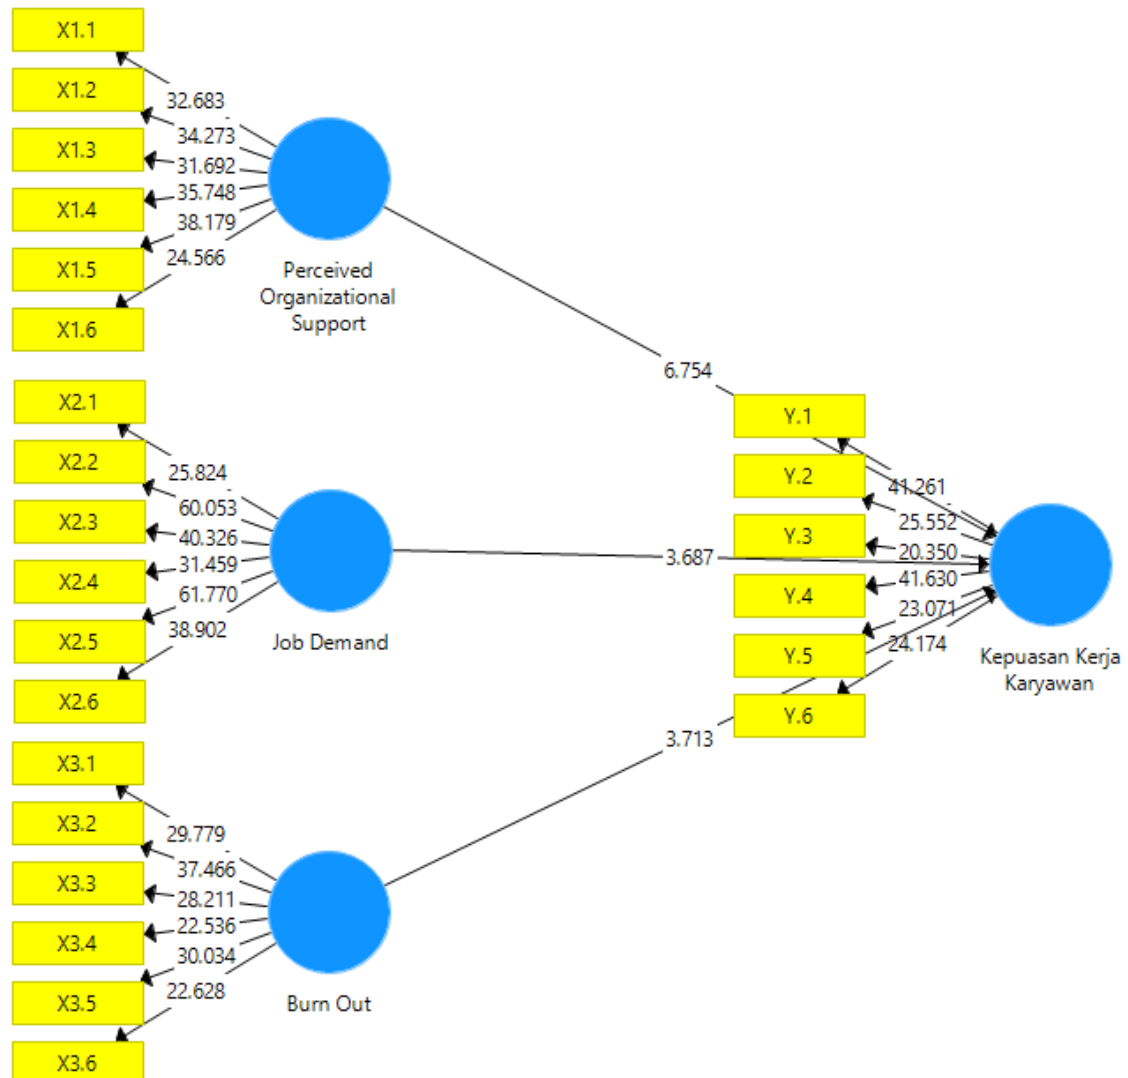 X1.1
X1.2
X1.3
X1.4
X1.5
X1.6
32.683
34.273
31.692
35.748
38.179
24.566
Perceived
Organizational
Support
6.754
X2.1
X2.2
X2.3
X2.4
X2.5
X2.6
25.824
60.053
40.326
31.459
61.770
38.902
Job Demand
3.687
X3.1
X3.2
X3.3
X3.4
X3.5
X3.6
29.779
37.466
28.211
22.536
30.034
22.628
Burn Out
3.713
Y.1
Y.2
Y.3
Y.4
Y.5
Y.6
41.261
25.552
20.350
41.630
23.071
24.174
Kepuasan Kerja
Karyawan